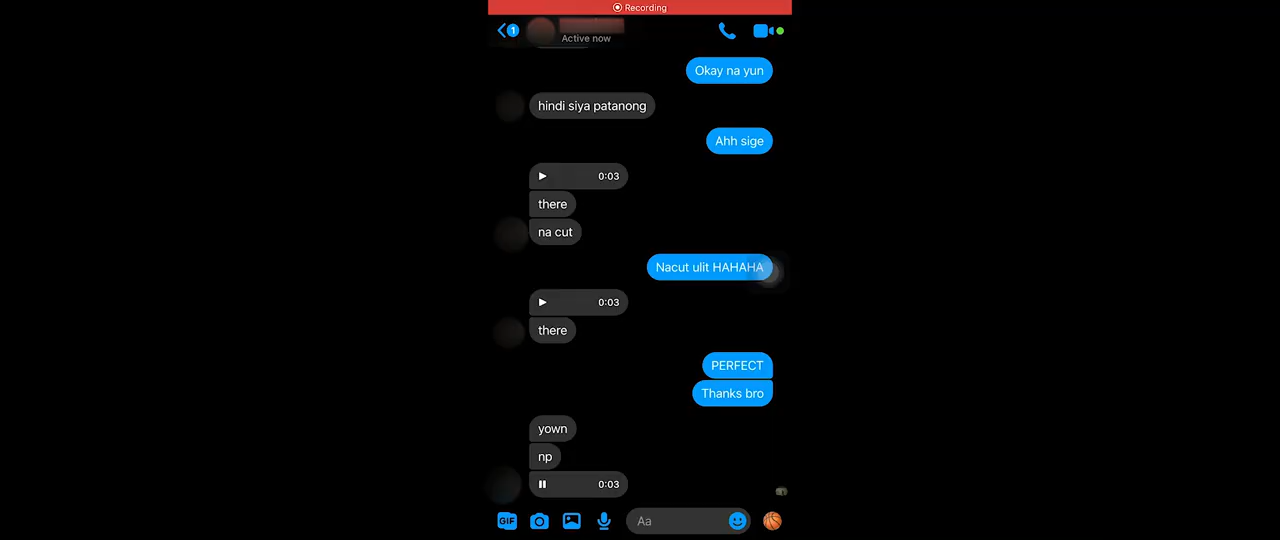 Recording
1
Active now
Okay na yun
hindi siya patanong
Ahh sige
0:03
there
na cut
Nacut ulit HAHAHA
0:03
there
PERFECT
Thanks bro
yown
np
0:03
GIF
Aa